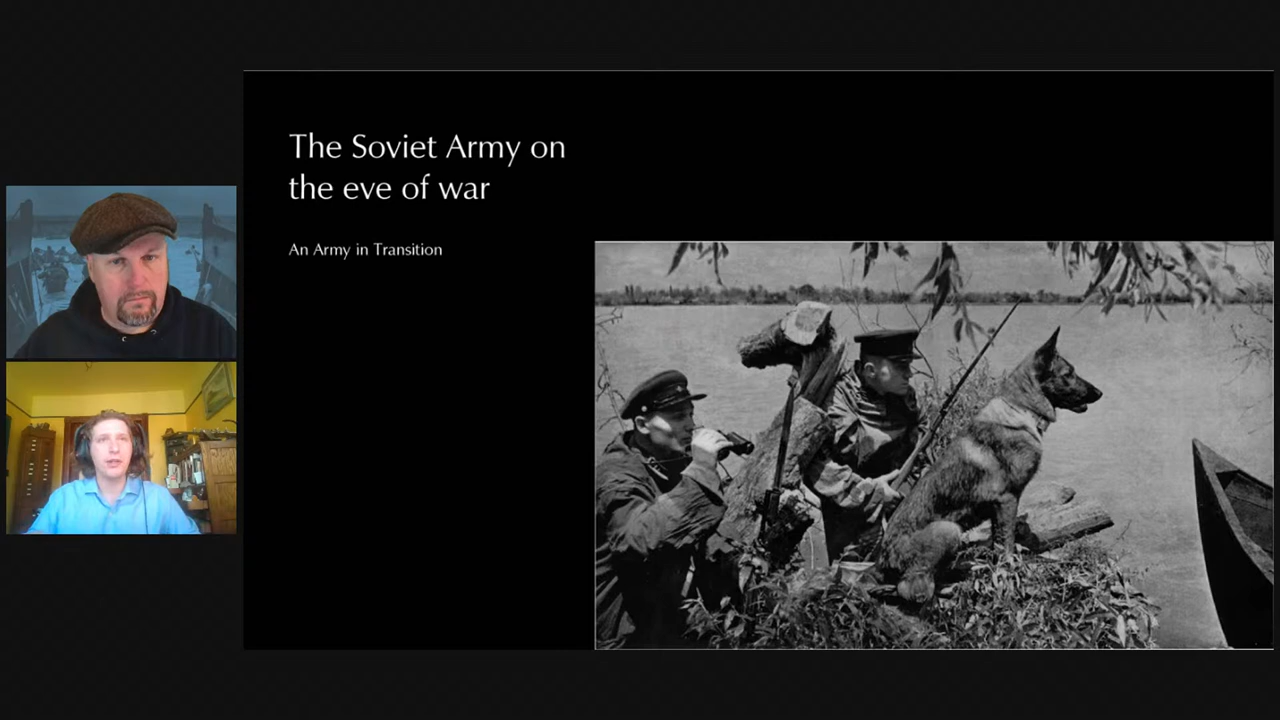 The Soviet Army on
the eve of war
An Army in Transition